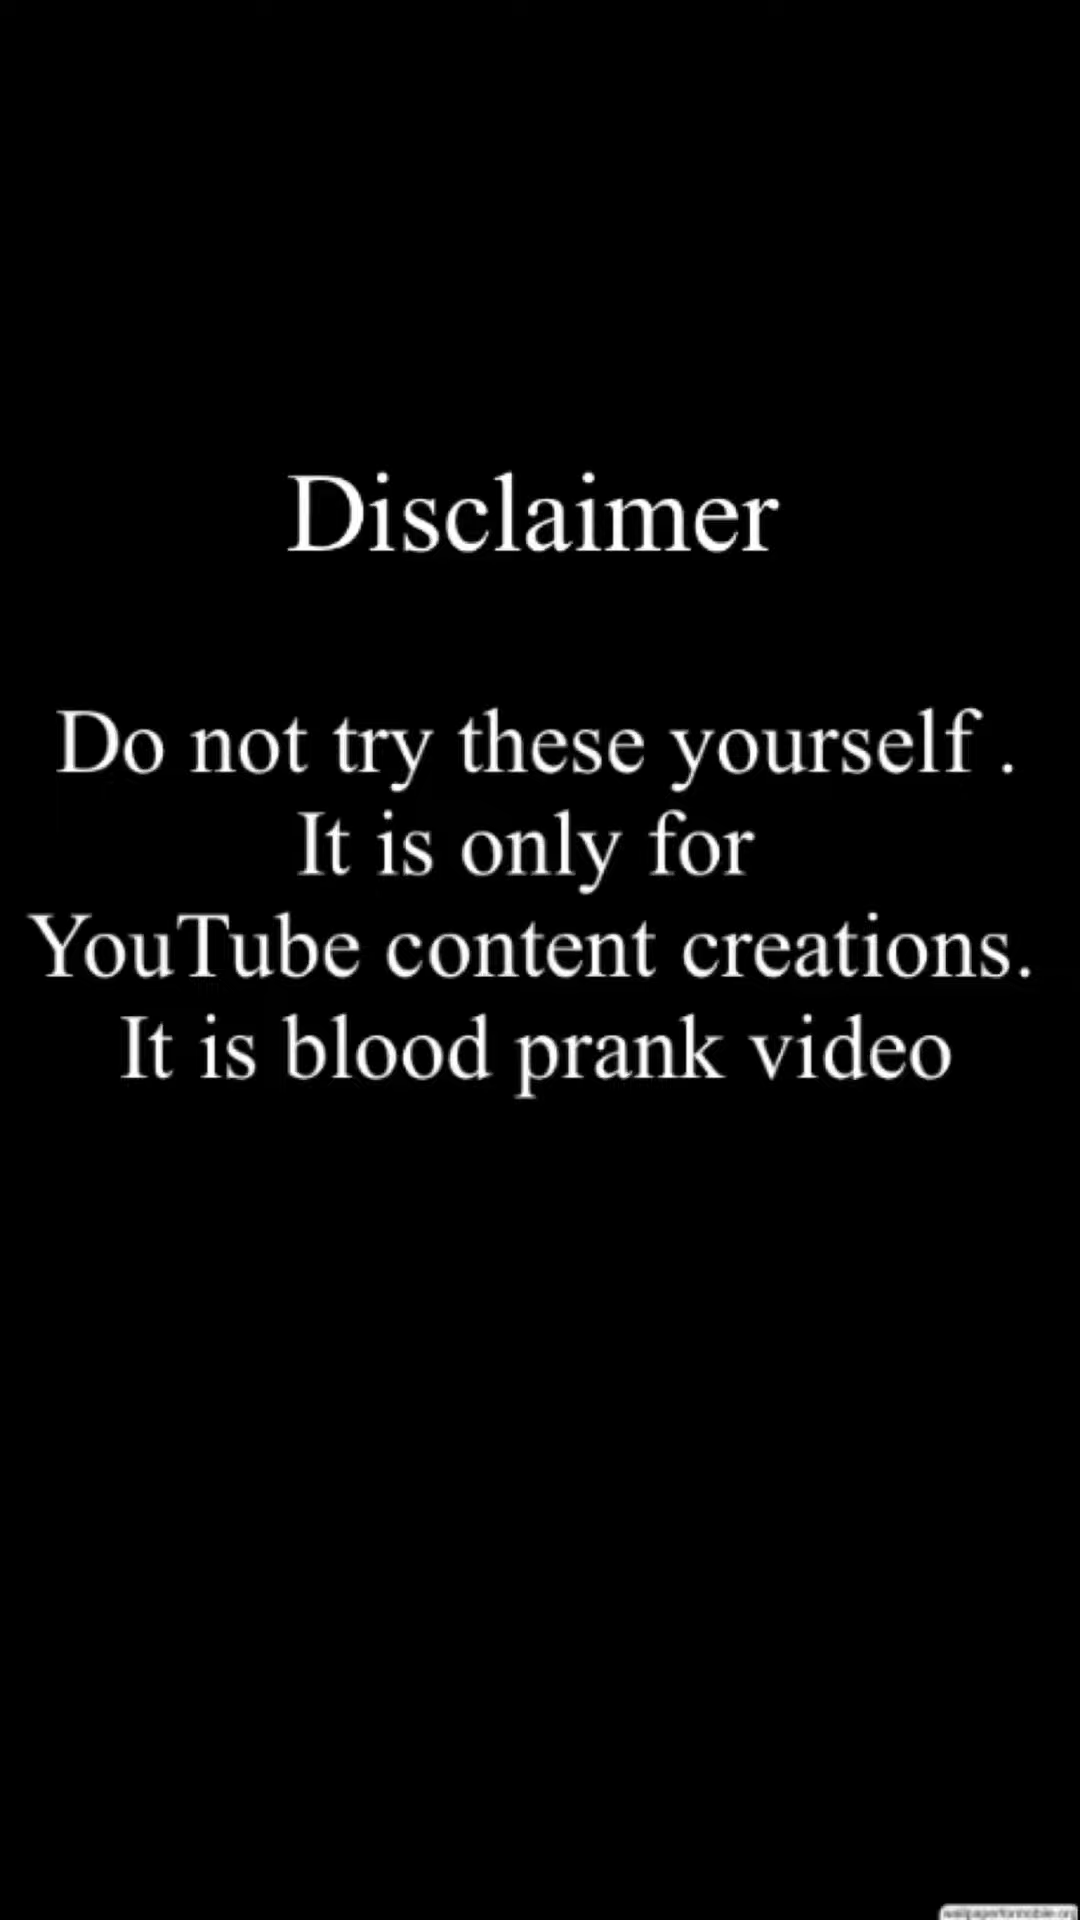 Disclaimer
Do not try these yourself .
It is only for
YouTube content creations.
It is blood prank video